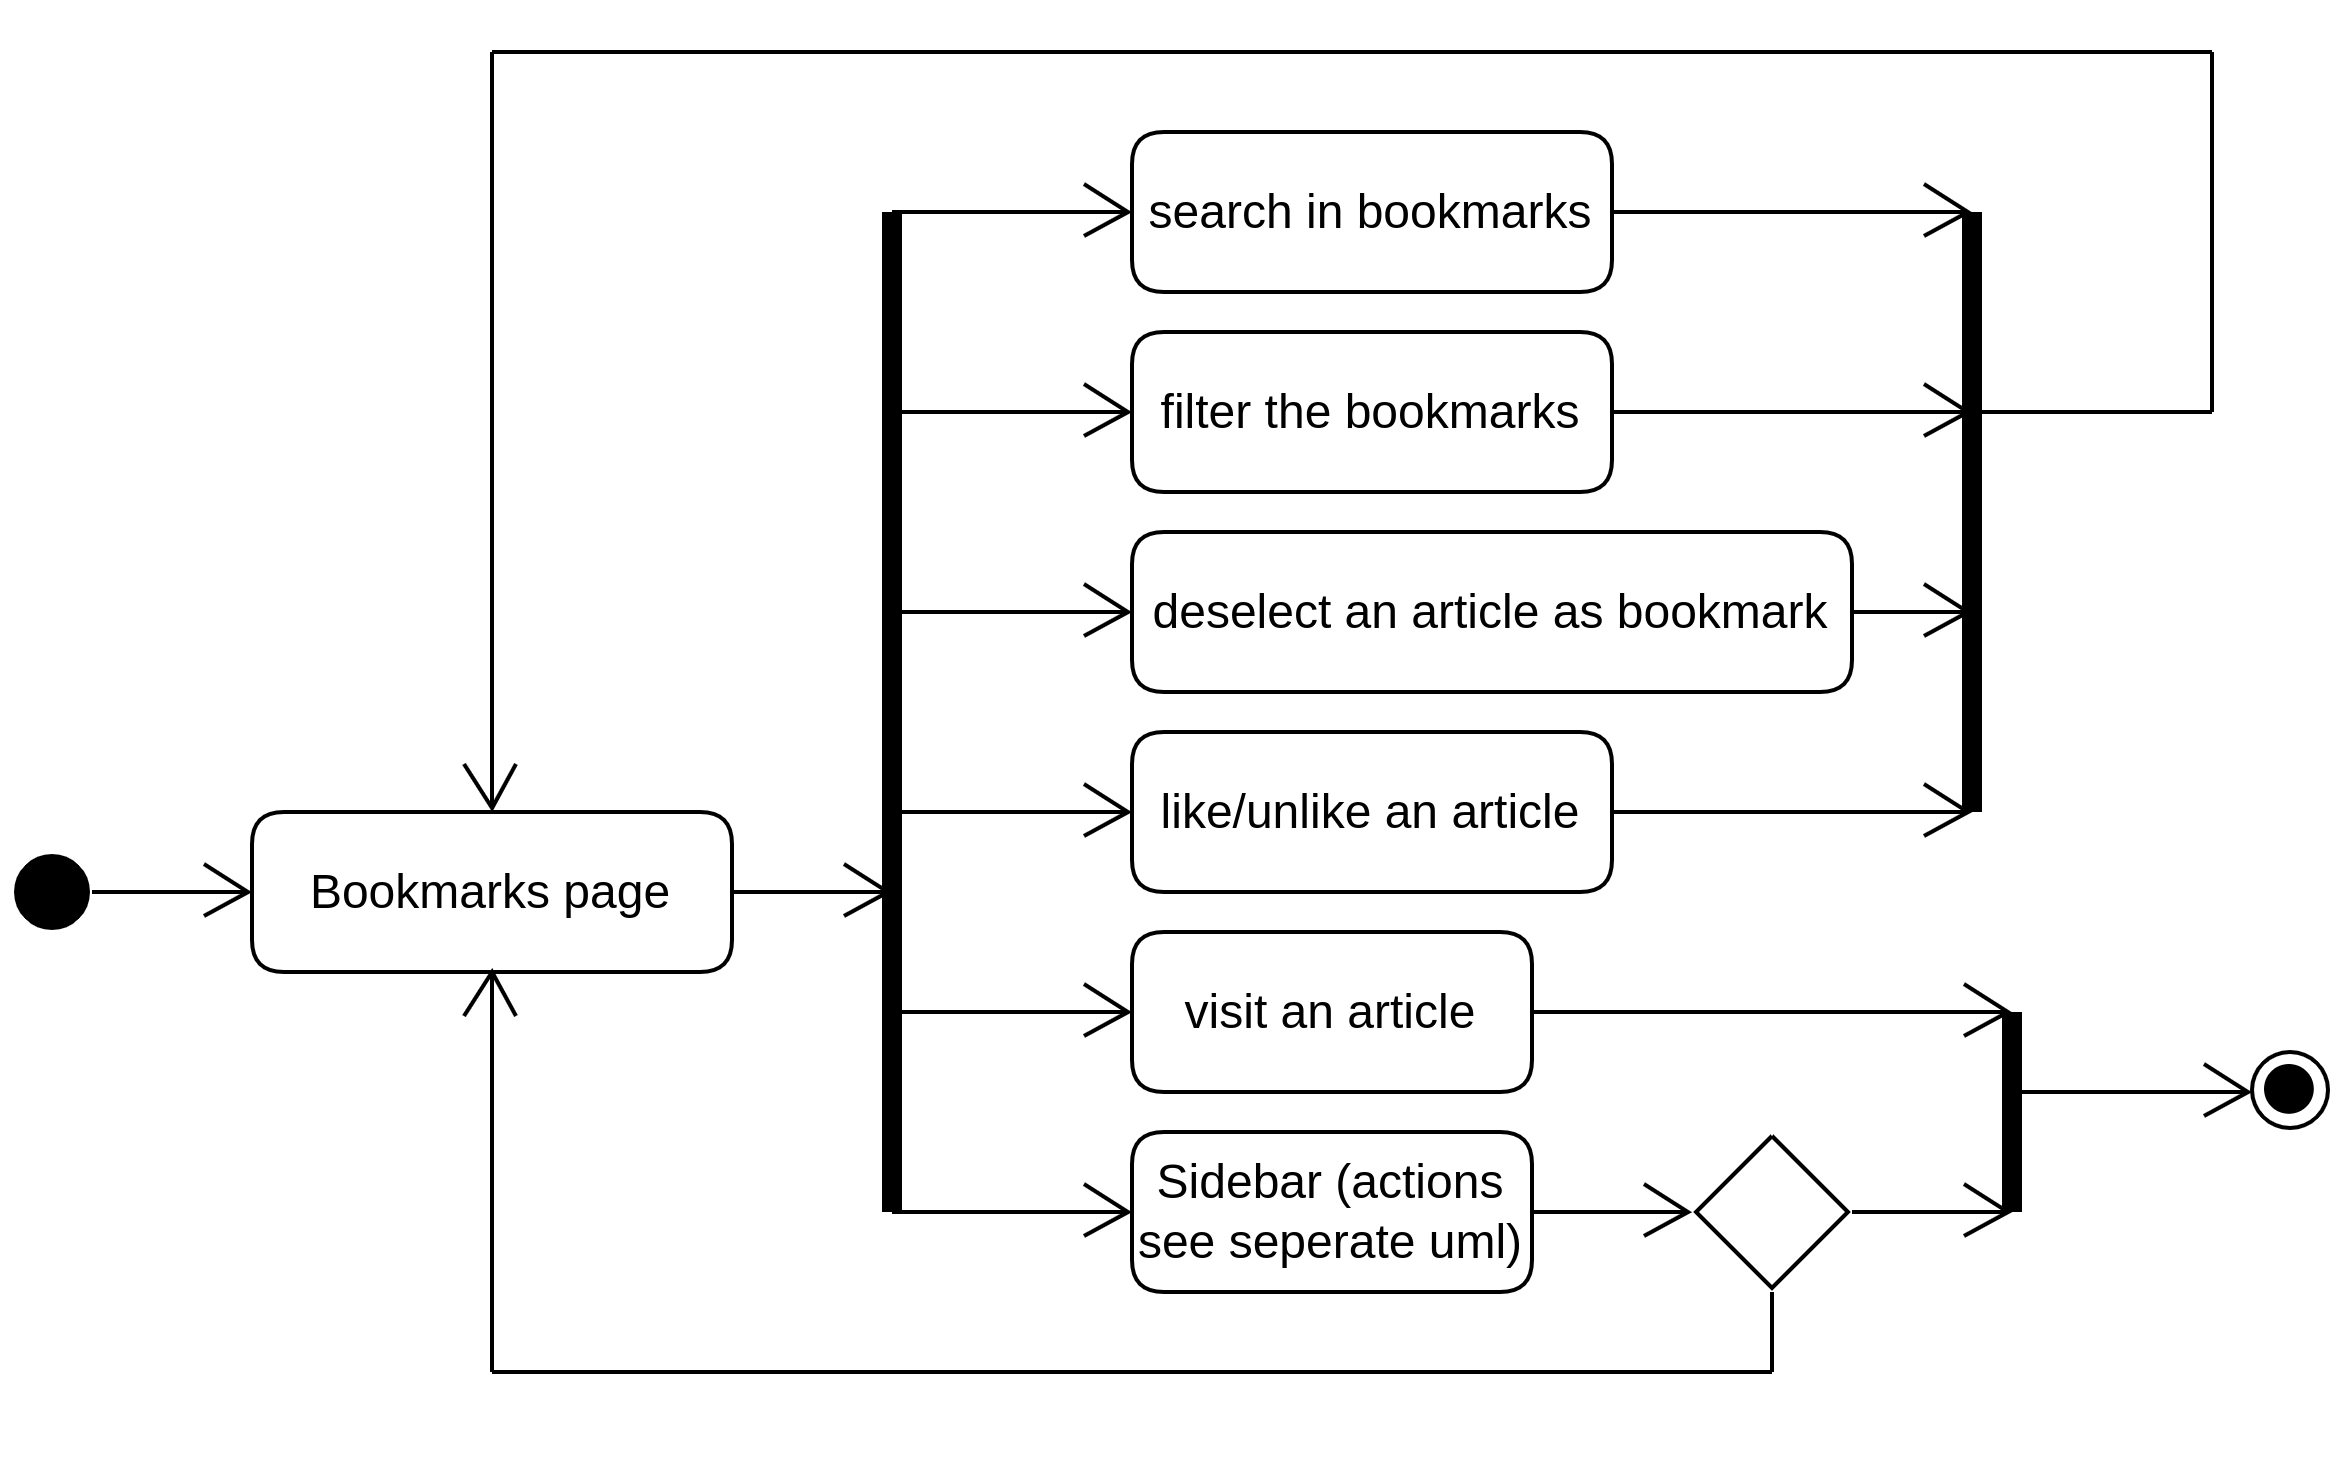 search in bookmarks
filter the bookmarks
deselect an article as bookmark
like/unlike an article
Bookmarks page
visit an article
Sidebar (actions
see seperate uml)